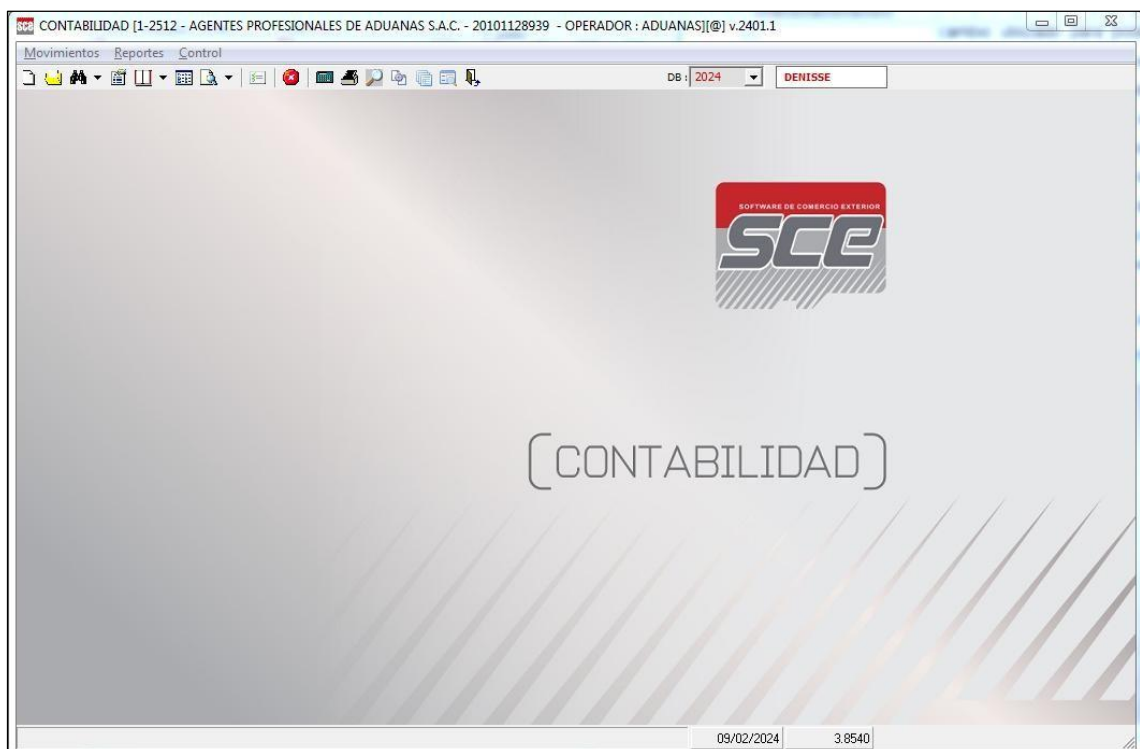 CONTABILIDAD [1-2512 - AGENTES PROFESIONALES DE ADUANAS S.A.C. - 20101128939 - OPERADOR : ADUANAS][@] v.2401.1
Movimientos Reportes Control
DB : 2024 DENISSE
SOFTWARE DE COMERCIO EXTERIOR
sce
[CONTABILIDAD]
09/02/2024 3.8540